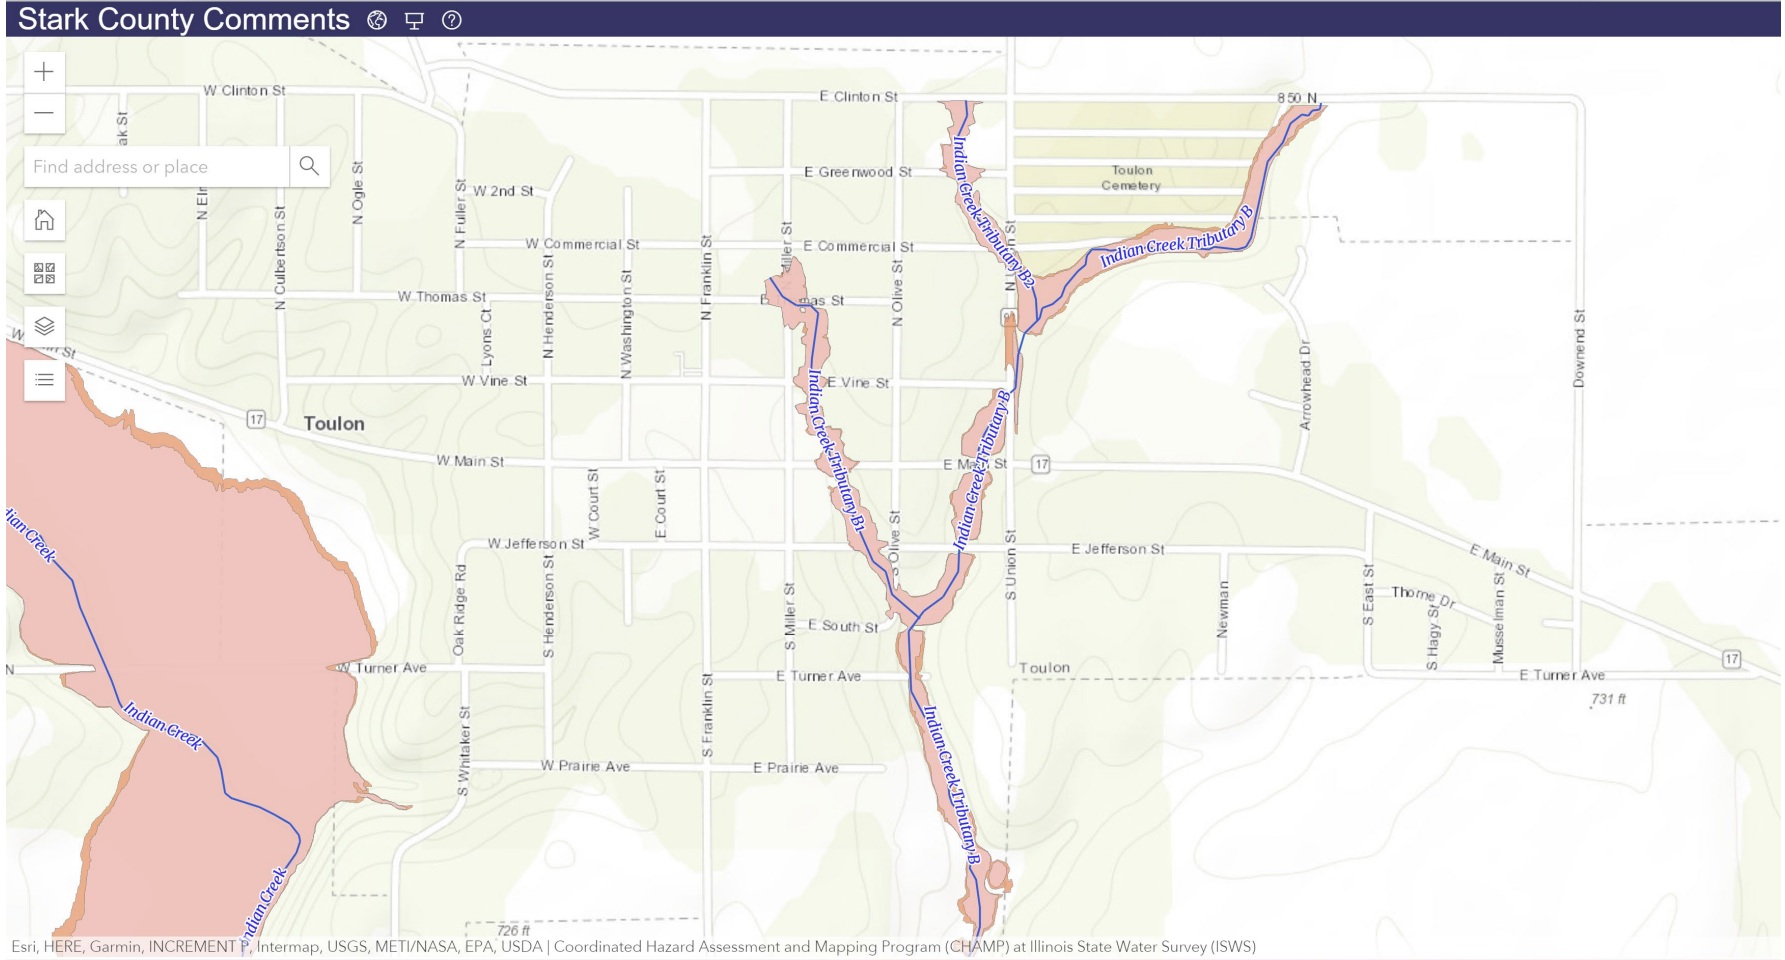 Stark County Comments
Find address or place
W Clinton St
E Clinton St
850 N
N Ogle St
N Culbertson St
N Fuller St
W 2nd St
E Greenwood St
Toulon
Cemetery
W Commercial St
E Commercial St
W Thomas St
Lyons Ct
N Henderson St
N Washington St
N Franklin St
N Olive St
Indian Creek Tributary B2
Indian Creek Tributary B
Arrowhead Dr
Downend St
W Vine St
E Vine St
17
Toulon
W Main St
E Main St
17
Indian Creek Tributary B1
Indian Creek Tributary B
W Court St
E Court St
W Jefferson St
E Jefferson St
E Main St
S Olive St
S Union St
Oak Ridge Rd
S Henderson St
S Miller St
E South St
Newman
S East St
Thorne Dr
S Hagy St
Musselman St
17
N
W Turner Ave
E Turner Ave
Toulon
E Turner Ave
731 ft
Indian Creek
S Whitaker St
S Franklin St
W Prairie Ave
E Prairie Ave
Indian Creek Tributary B
726 ft
Esri, HERE, Garmin, INCREMENT P, Intermap, USGS, METI/NASA, EPA, USDA | Coordinated Hazard Assessment and Mapping Program (CHAMP) at Illinois State Water Survey (ISWS)